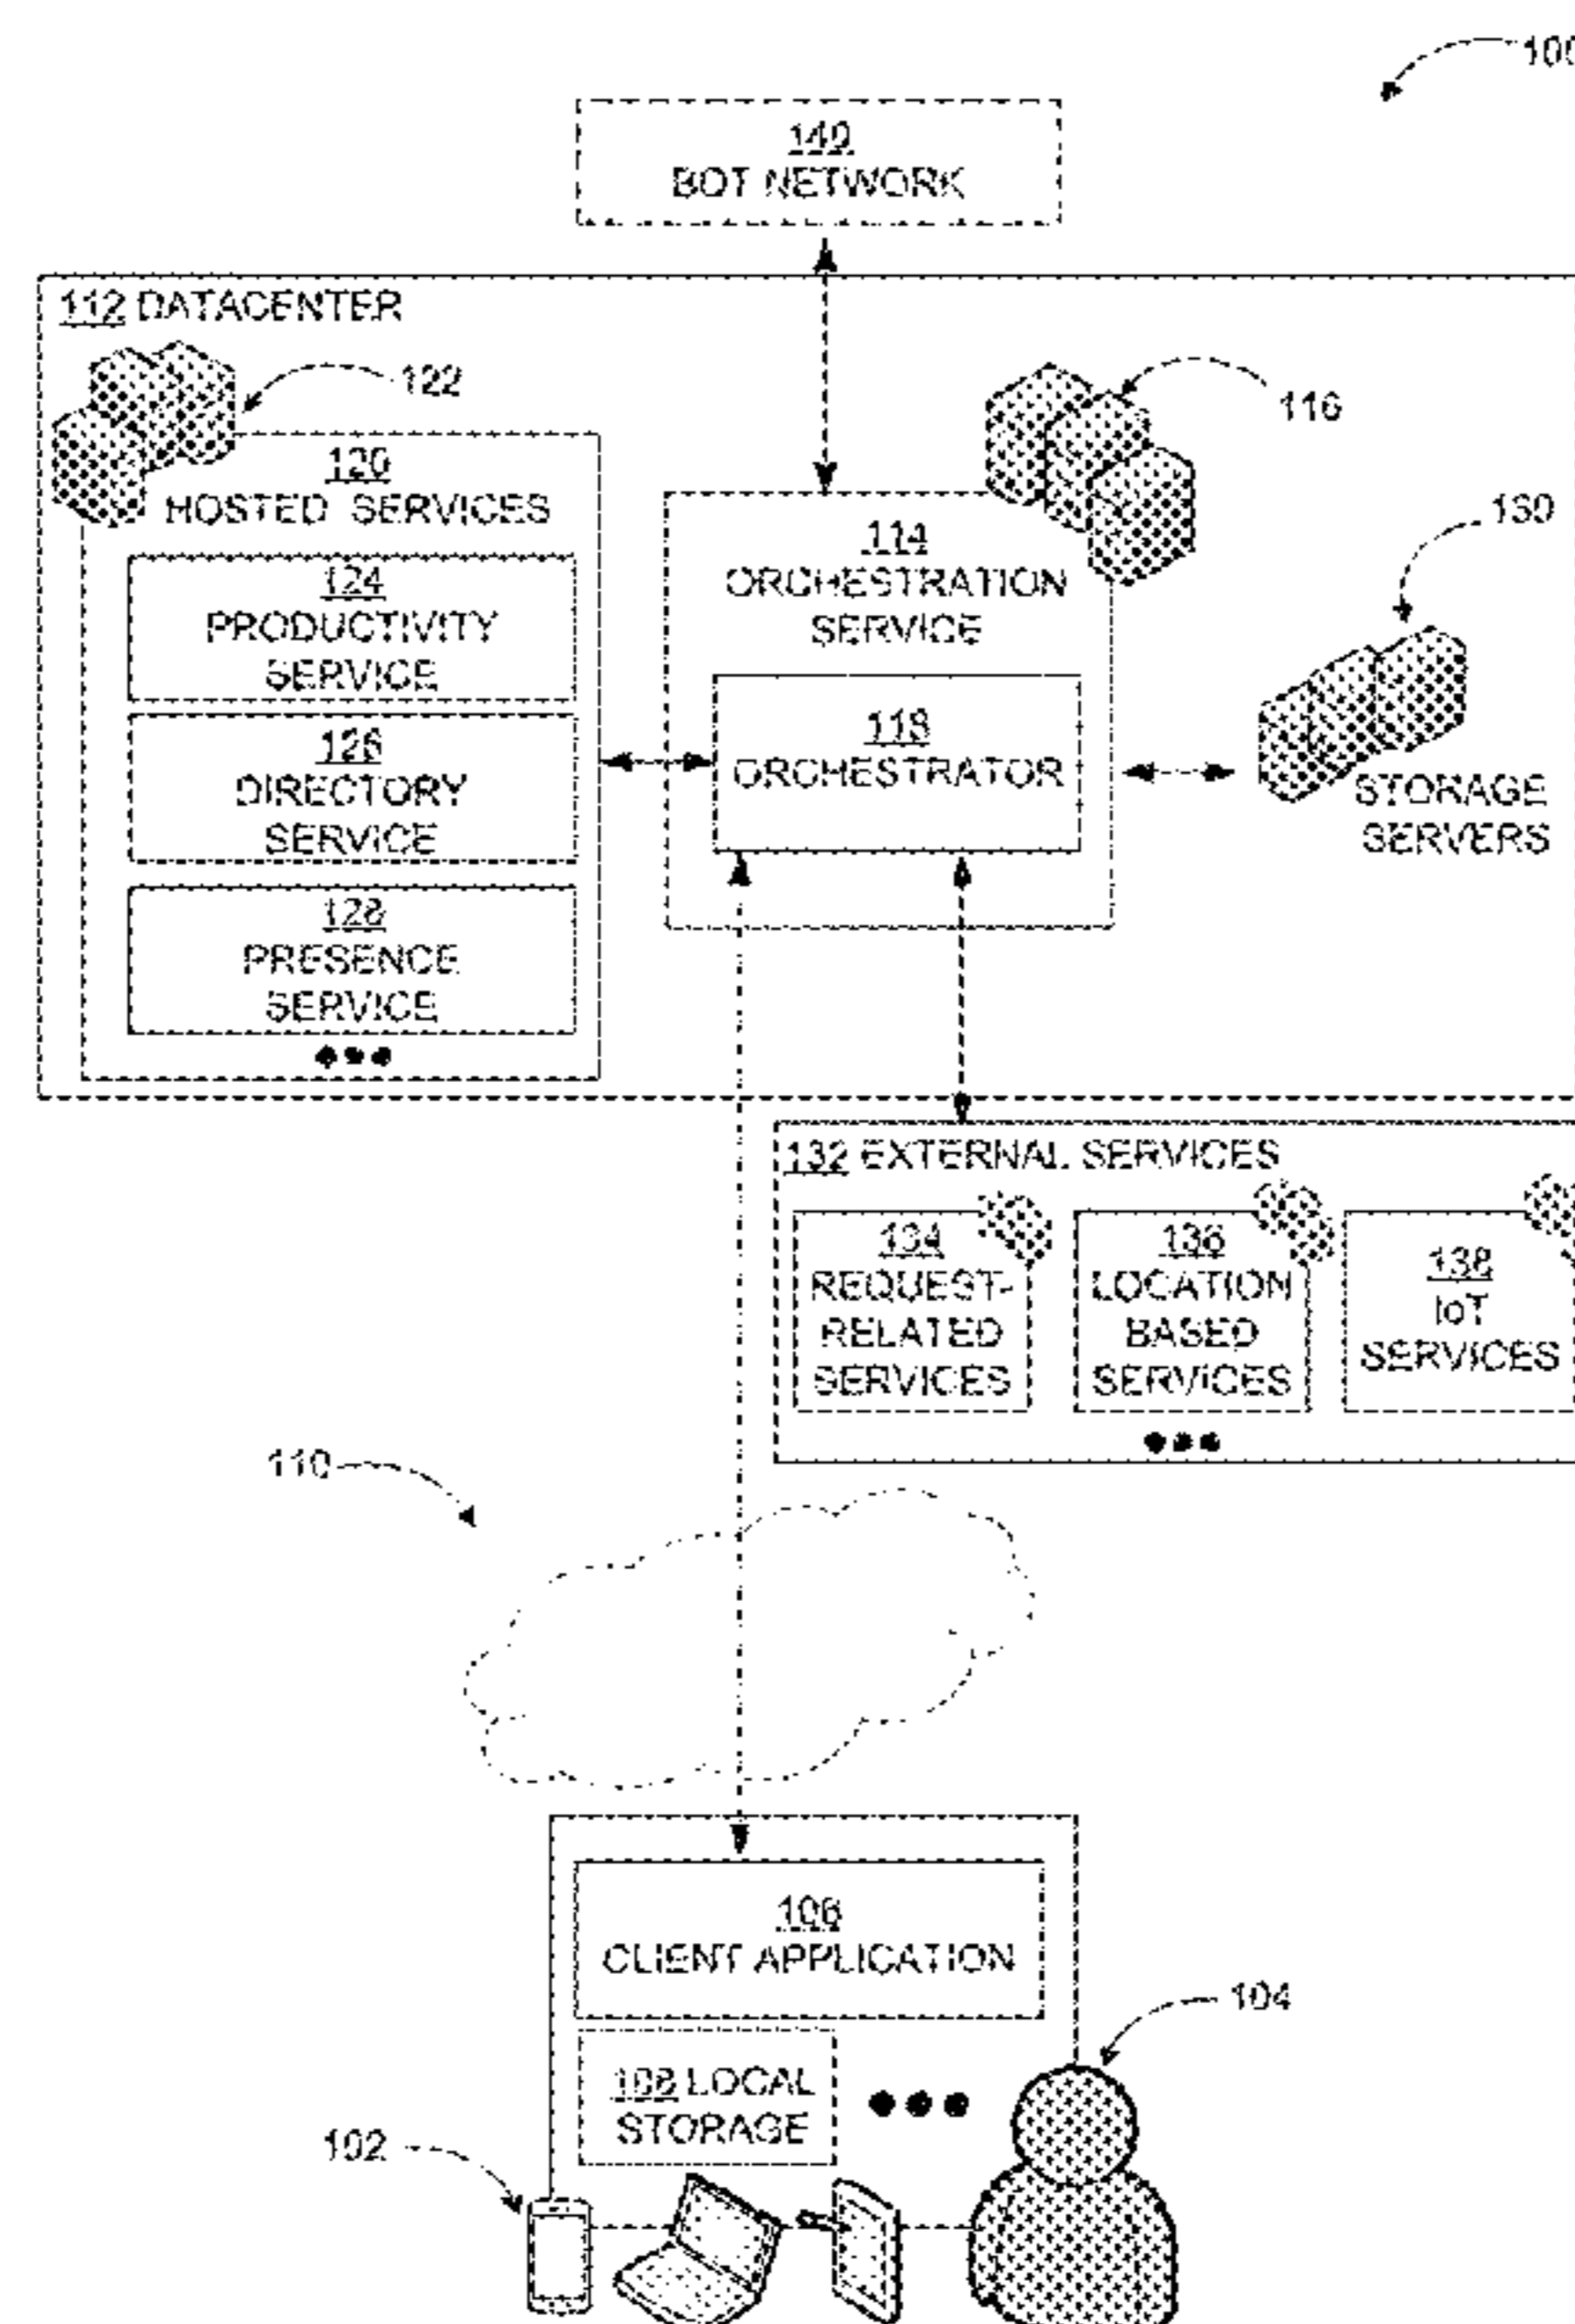 100
140
BOT NETWORK
112 DATACENTER
122
116
120
HOSTED SERVICES
130
114
ORCHESTRATION
SERVICE
124
PRODUCTIVITY
SERVICE
118
ORCHESTRATOR
126
DIRECTORY
SERVICE
STORAGE
SERVERS
128
PRESENCE
SERVICE
132 EXTERNAL SERVICES
134
REQUEST-
RELATED
SERVICES
136
LOCATION
BASED
SERVICES
138
IoT
SERVICES
110
106
CLIENT APPLICATION
104
108 LOCAL
STORAGE
102